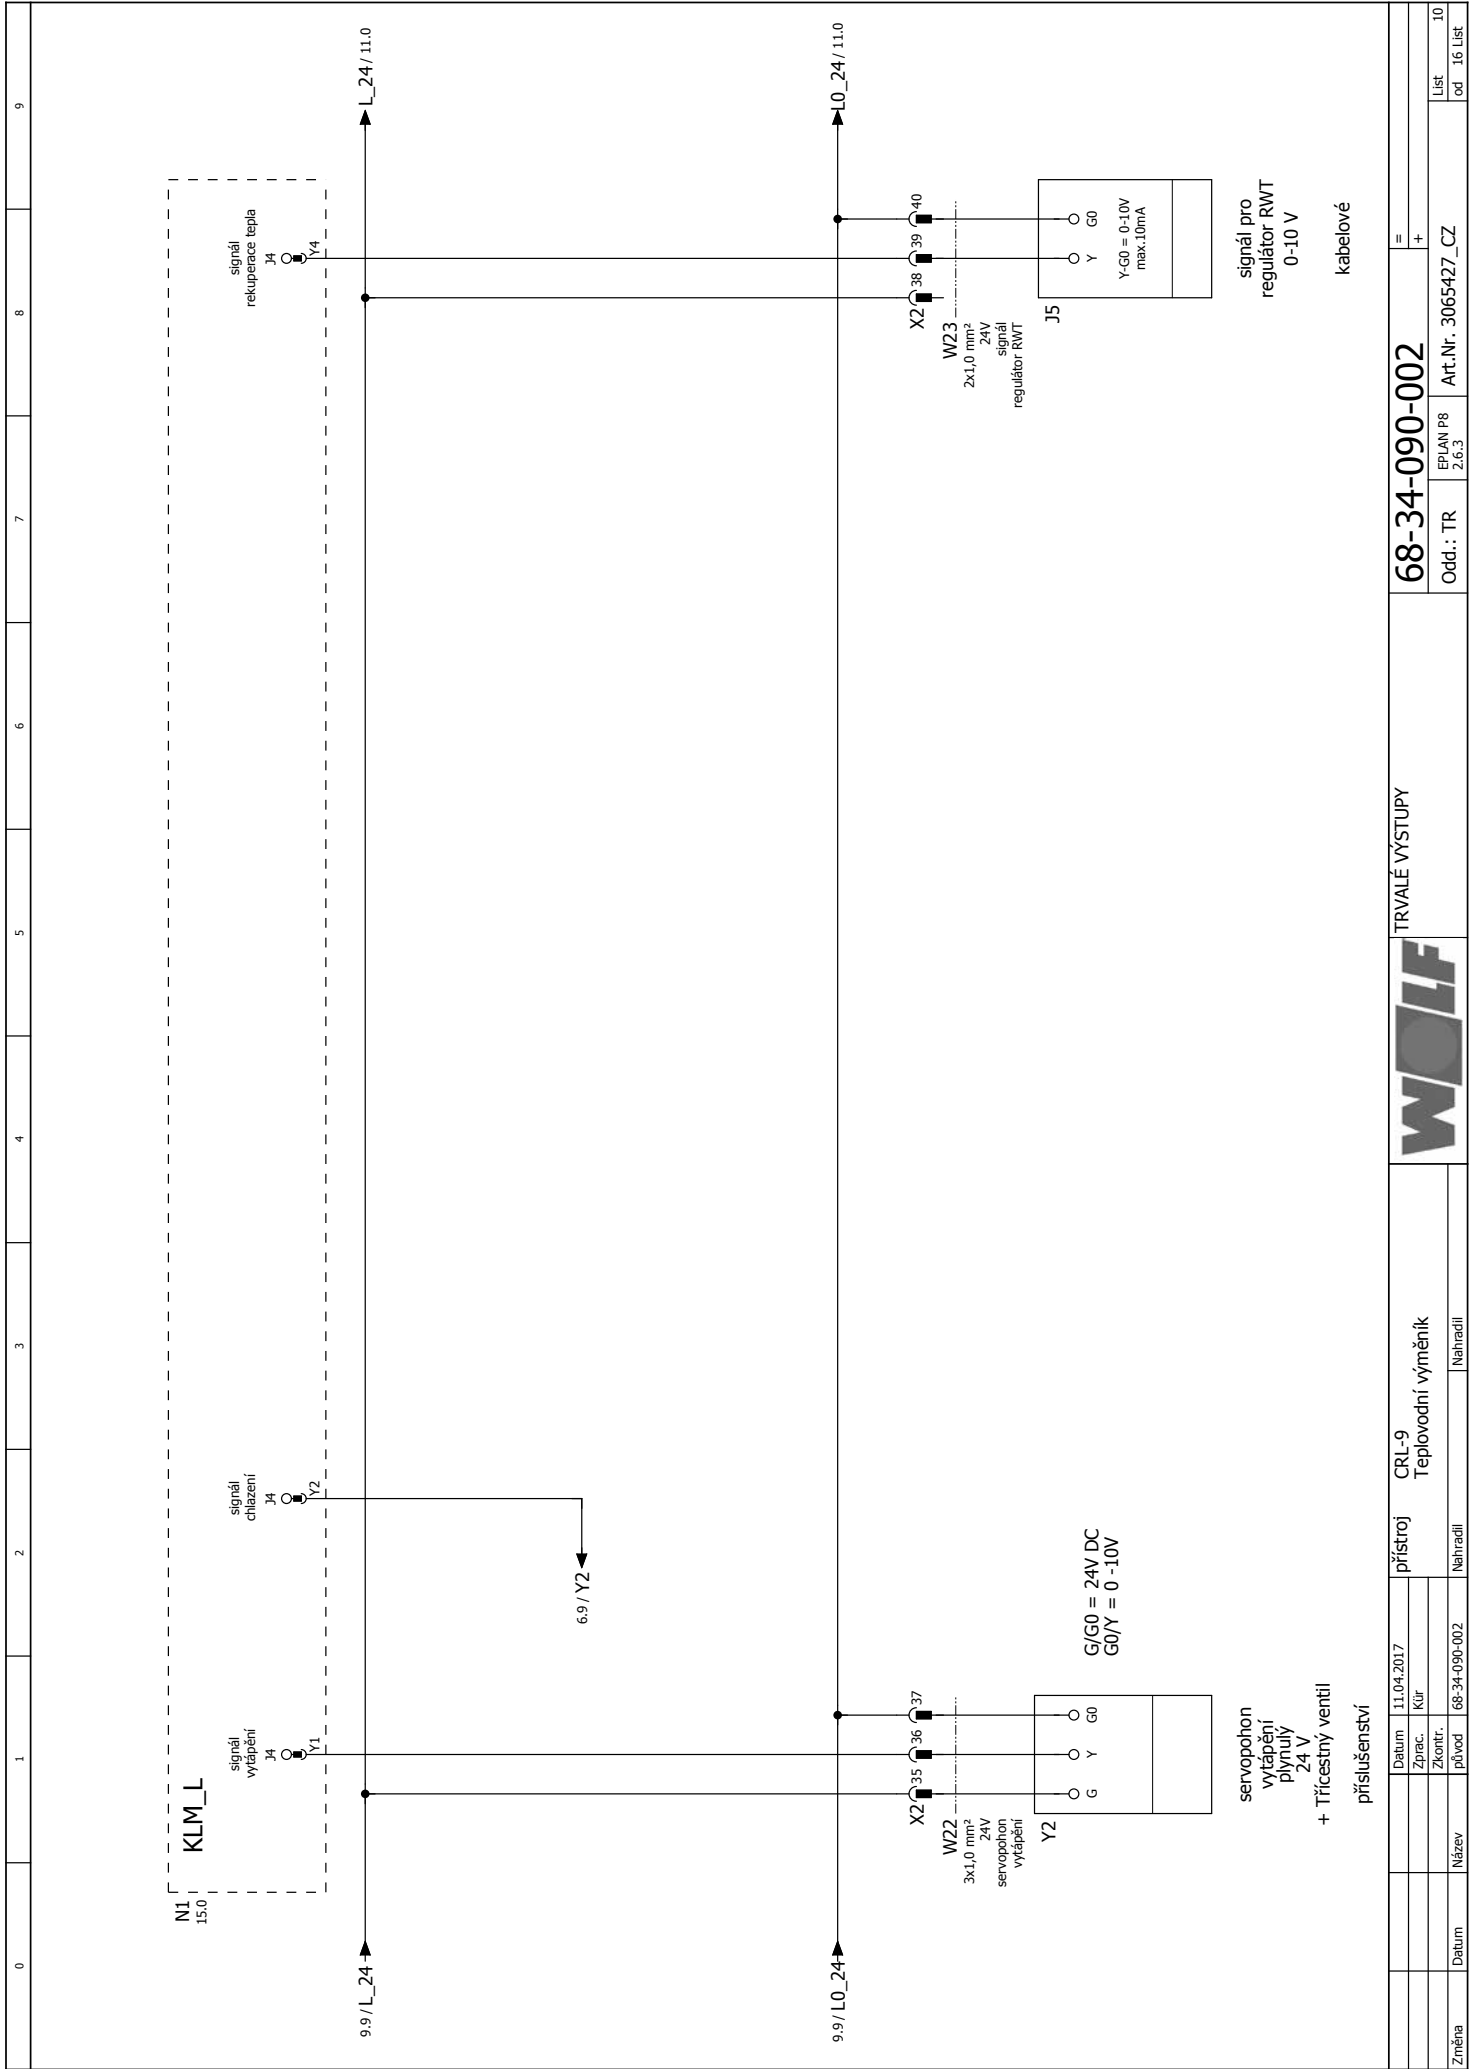 0 1 2 3 4 5 6 7 8 9
N1
15.0
KLM_L
signál
vytápění
J4
Y1
signál
chlazení
J4
Y2
signál
rekuperace tepla
J4
Y4
9.9 / L_24
L_24 / 11.0
6.9 / Y2
9.9 / L0_24
L0_24 / 11.0
X2 35 36 37
W22
3x1,0 mm²
24V
servopohon
vytápění
Y2
G Y G0
G/G0 = 24V DC
G0/Y = 0 -10V
servopohon
vytápění
plynulý
24 V
+ Třícestný ventil
příslušenství
X2 38 39 40
W23
2x1,0 mm²
24V
signál
regulátor RWT
J5
Y G0
Y-G0 = 0-10V
max.10mA
signál pro
regulátor RWT
0-10 V
kabelové
Změna Datum Název
Datum 11.04.2017
Zprac. Kür
Zkontr.
původ 68-34-090-002
přístroj CRL-9
Teplovodní výměník
Nahradil Nahradil
WOLF
TRVALÉ VÝSTUPY
68-34-090-002
=
+
Odd.: TR
EPLAN P8
2.6.3
Art.Nr. 3065427_CZ
List 10
od 16 List